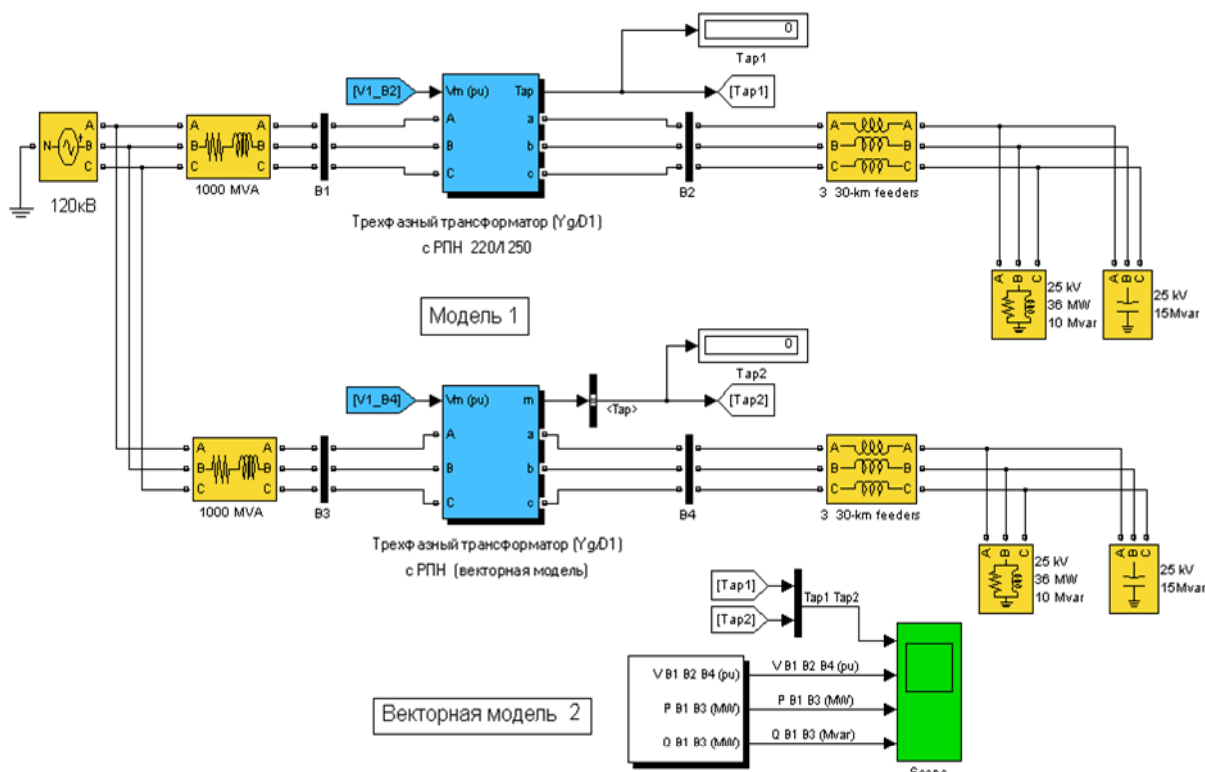 0
Tap1
[V1_B2]
Vm (pu)
Tap
[Tap1]
A
B
C
a
b
c
N
A
B
C
A
B
C
A
B
C
A
B
C
A
B
C
120кВ
1000 MVA
B1
B2
3 30-km feeders
Трехфазный трансформатор (Yg/D1)
с РПН 220/1250
A
B
C
25 kV
36 MW
10 Mvar
A
B
C
25 kV
15Mvar
Модель 1
0
Tap2
[V1_B4]
Vm (pu)
m
<Tap>
[Tap2]
A
B
C
a
b
c
A
B
C
A
B
C
A
B
C
A
B
C
1000 MVA
B3
B4
3 30-km feeders
Трехфазный трансформатор (Yg/D1)
с РПН (векторная модель)
A
B
C
25 kV
36 MW
10 Mvar
A
B
C
25 kV
15Mvar
[Tap1]
[Tap2]
Tap1 Tap2
V B1 B2 B4 (pu)
V B1 B2 B4 (pu)
P B1 B3 (MW)
P B1 B3 (MW)
Q B1 B3 (MW)
Q B1 B3 (Mvar)
Векторная модель 2